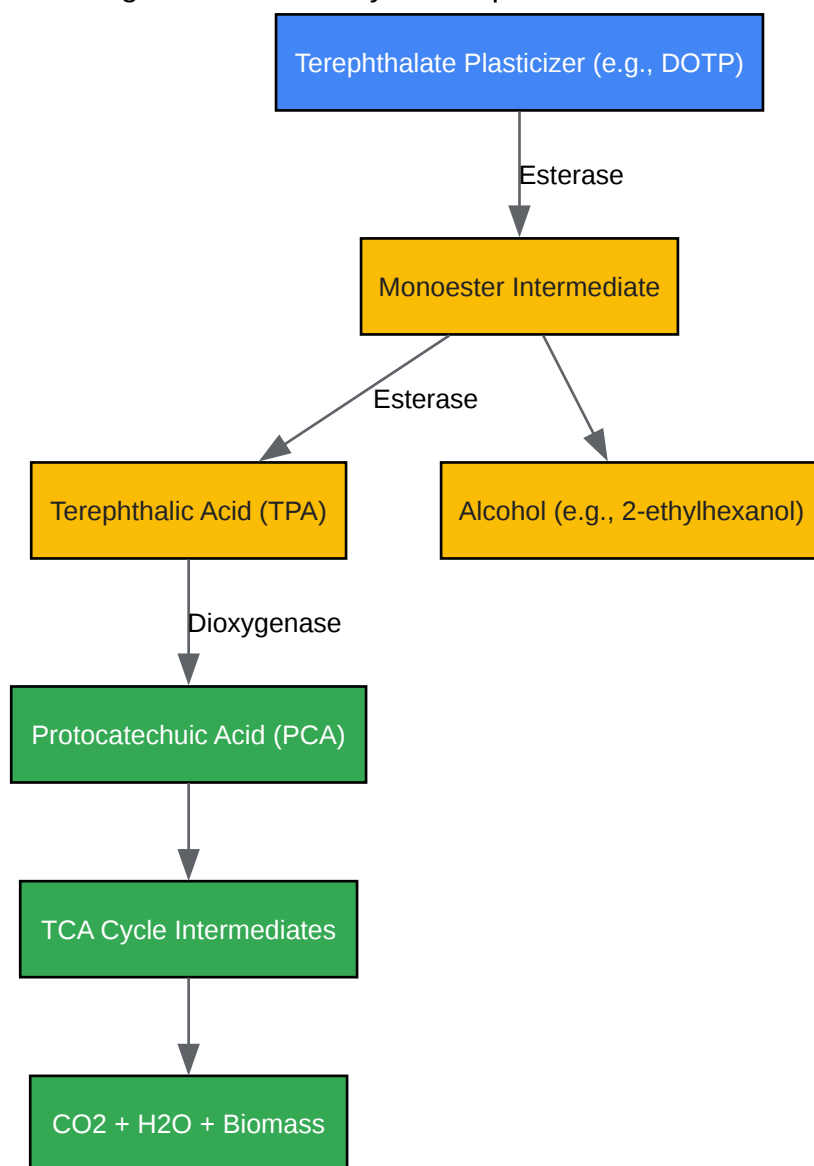 Terephthalate Plasticizer (e.g., DOTP)
Esterase
Monoester Intermediate
Esterase
Terephthalic Acid (TPA)
Alcohol (e.g., 2-ethylhexanol)
Dioxygenase
Protocatechuic Acid (PCA)
TCA Cycle Intermediates
CO2 + H2O + Biomass